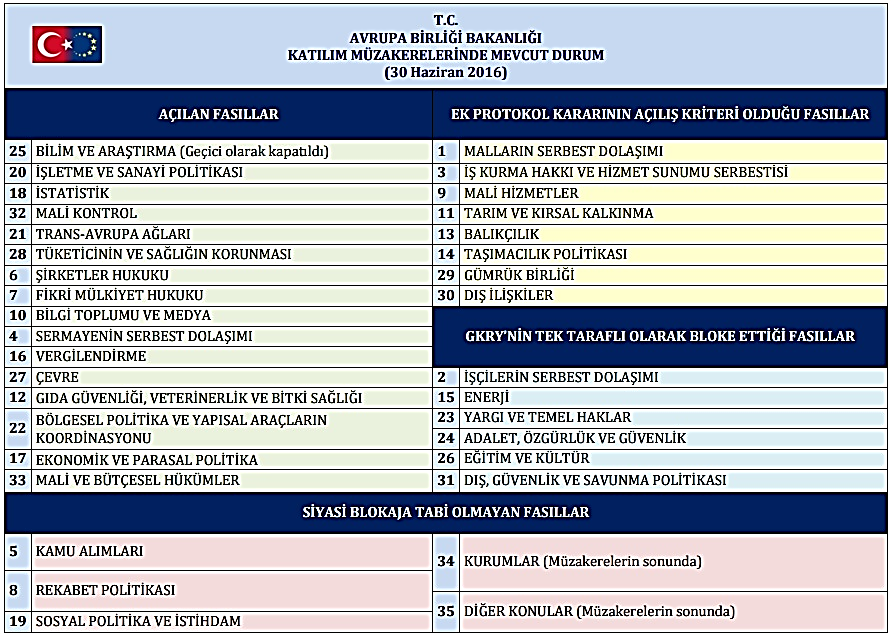 T.C.
AVRUPA BİRLİĞİ BAKANLIĞI
KATILIM MÜZAKERELERİNDE MEVCUT DURUM
(30 Haziran 2016)
AÇILAN FASILLAR
25 BİLİM VE ARAŞTIRMA (Geçici olarak kapatıldı)
20 İŞLETME VE SANAYİ POLİTİKASI
18 İSTATİSTİK
32 MALİ KONTROL
21 TRANS-AVRUPA AĞLARI
28 TÜKETİCİNİN VE SAĞLIĞIN KORUNMASI
6 ŞİRKETLER HUKUKU
7 FİKRİ MÜLKİYET HUKUKU
10 BİLGİ TOPLUMU VE MEDYA
4 SERMAYENİN SERBEST DOLAŞIMI
16 VERGİLENDİRME
27 ÇEVRE
12 GIDA GÜVENLİĞİ, VETERİNERLİK VE BİTKİ SAĞLIĞI
22 BÖLGESEL POLİTİKA VE YAPISAL ARAÇLARIN
KOORDİNASYONU
17 EKONOMİK VE PARASAL POLİTİKA
33 MALİ VE BÜTÇESEL HÜKÜMLER
EK PROTOKOL KARARININ AÇILIŞ KRİTERİ OLDUĞU FASILLAR
1 MALLARIN SERBEST DOLAŞIMI
3 İŞ KURMA HAKKI VE HİZMET SUNUMU SERBESTİSİ
9 MALİ HİZMETLER
11 TARIM VE KIRSAL KALKINMA
13 BALIKÇILIK
14 TAŞIMACILIK POLİTİKASI
29 GÜMRÜK BİRLİĞİ
30 DIŞ İLİŞKİLER
GKRY'NİN TEK TARAFLI OLARAK BLOKE ETTİĞİ FASILLAR
2 İŞÇİLERİN SERBEST DOLAŞIMI
15 ENERJİ
23 YARGI VE TEMEL HAKLAR
24 ADALET, ÖZGÜRLÜK VE GÜVENLİK
26 EĞİTİM VE KÜLTÜR
31 DIŞ, GÜVENLİK VE SAVUNMA POLİTİKASI
SİYASİ BLOKAJA TABİ OLMAYAN FASILLAR
5 KAMU ALIMLARI
8 REKABET POLİTİKASI
19 SOSYAL POLİTİKA VE İSTİHDAM
34 KURUMLAR (Müzakerelerin sonunda)
35 DİĞER KONULAR (Müzakerelerin sonunda)